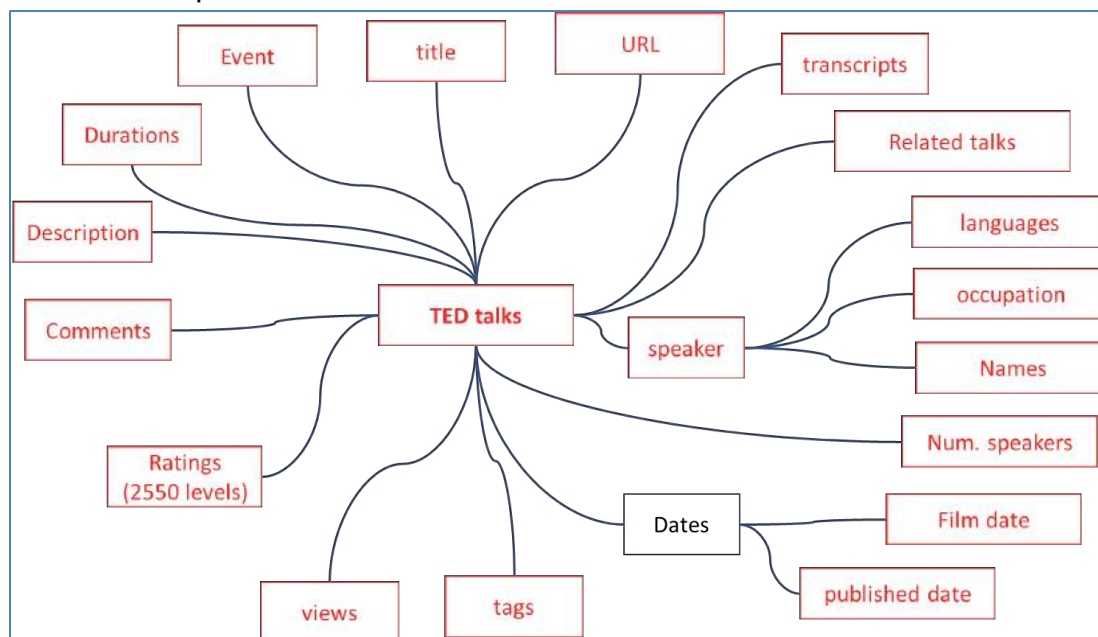 Event
title
URL
transcripts
Durations
Related talks
Description
languages
TED talks
occupation
Comments
speaker
Names
Num. speakers
Ratings
(2550 levels)
Dates
Film date
views
tags
published date